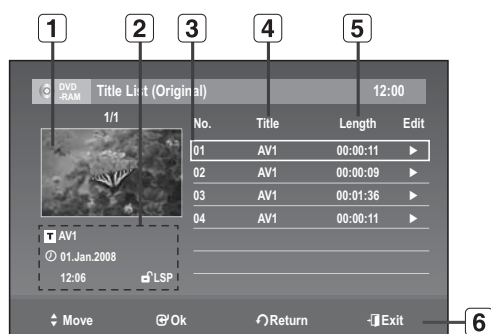 1 2 3 4 5
DVD -RAM Title List (Original) 12:00
1/1
No. Title Length Edit
01 AV1 00:00:11 ►
02 AV1 00:00:09 ►
03 AV1 00:01:36 ►
04 AV1 00:00:11 ►
T AV1
01.Jan.2008
12:06 LSP
Move Ok Return Exit
6